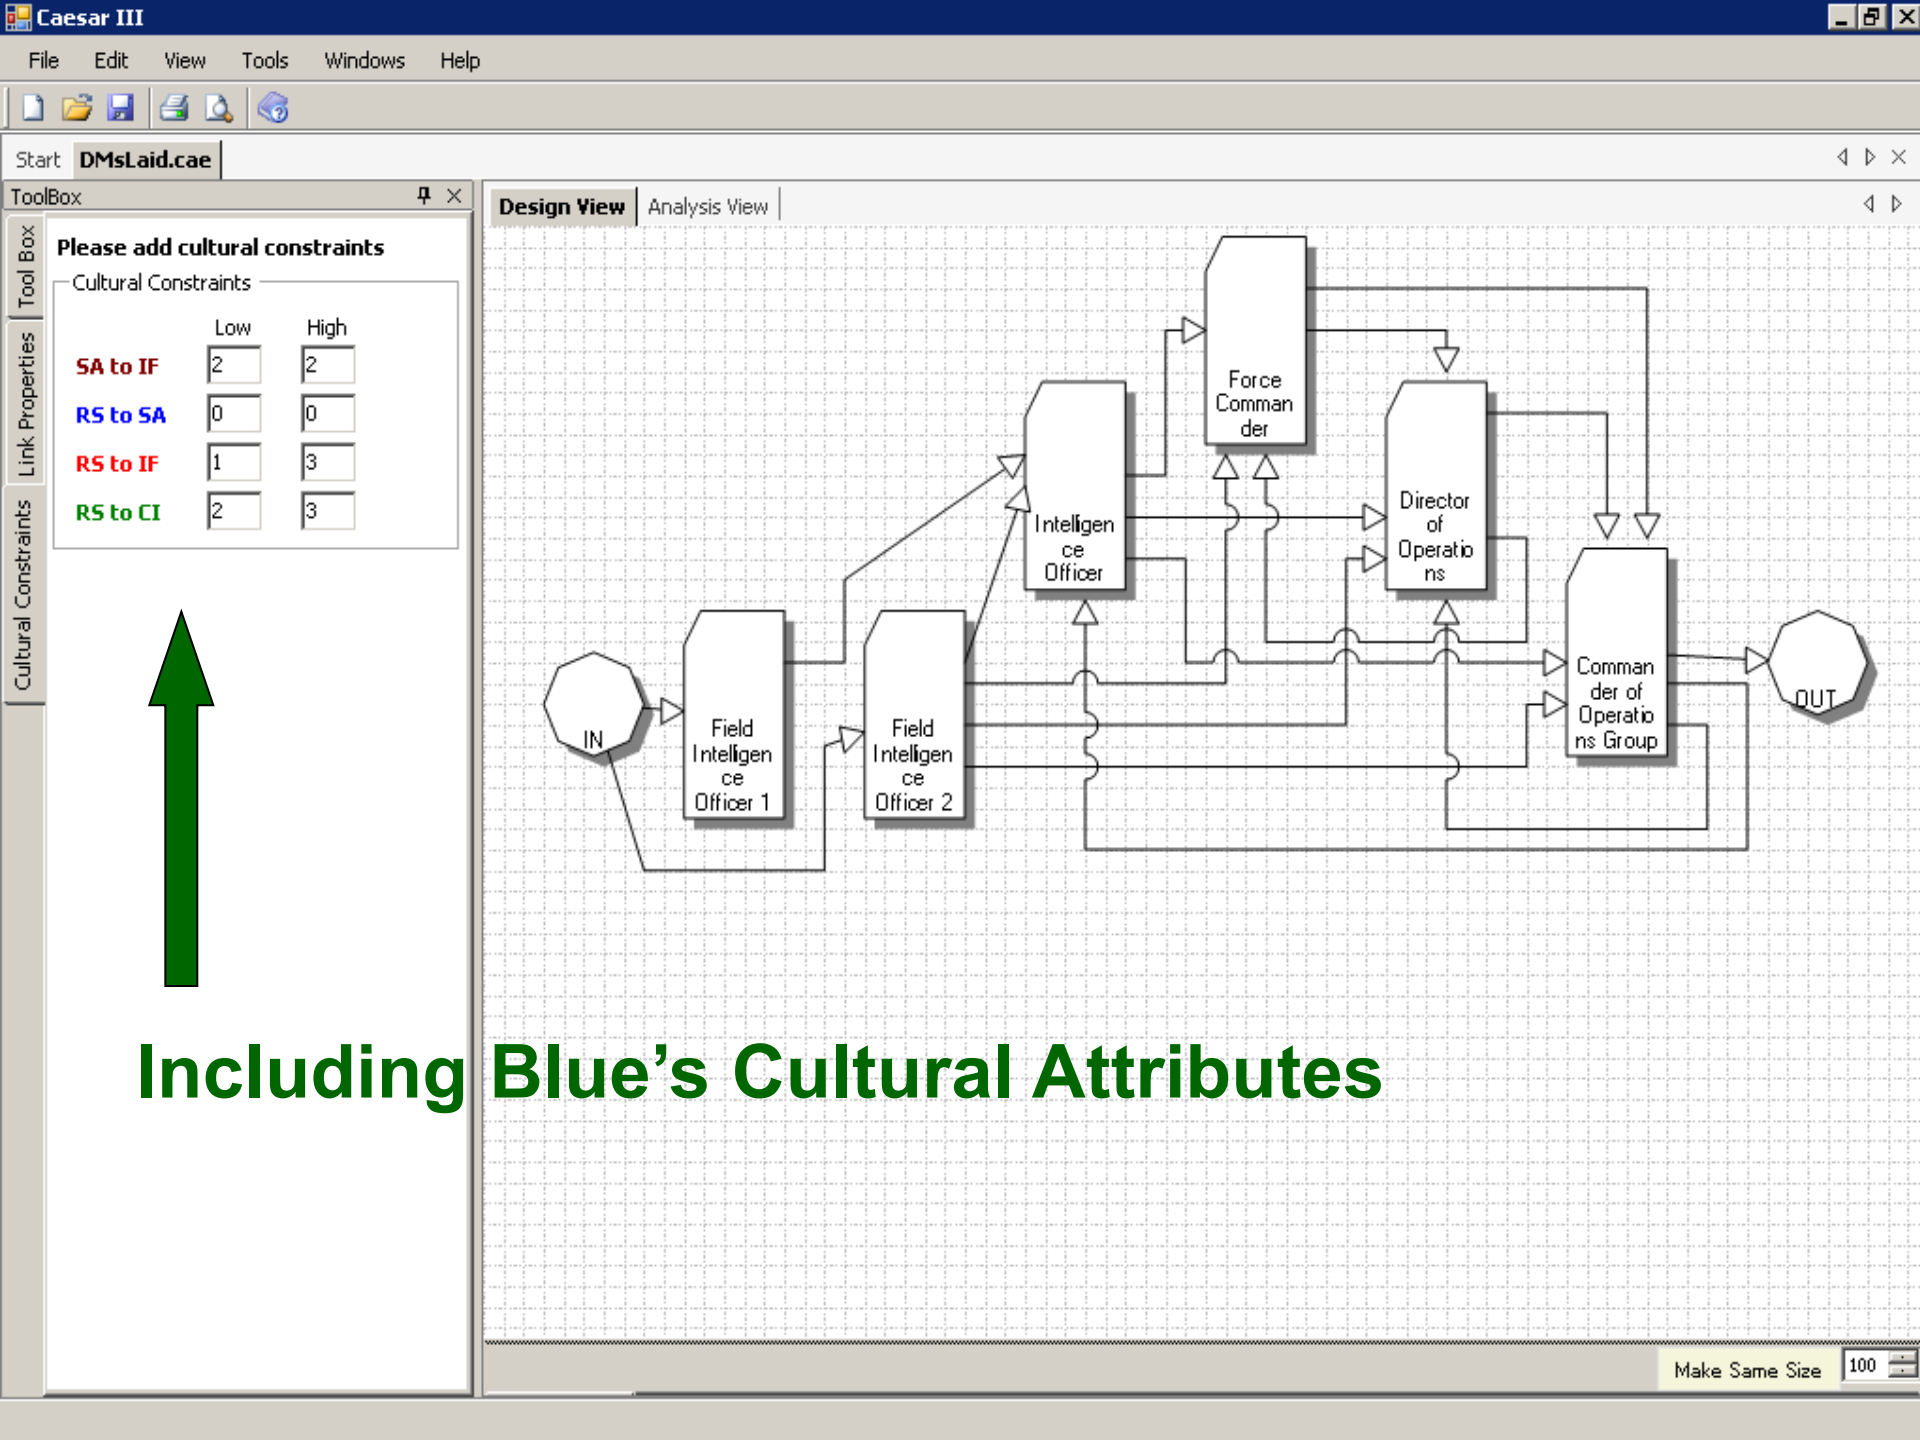 Caesar III
File Edit View Tools Windows Help
Start DMsLaid.cae
ToolBox
Tool Box
Link Properties
Cultural Constraints
Please add cultural constraints
Cultural Constraints
Low High
SA to IF 2 2
RS to SA 0 0
RS to IF 1 3
RS to CI 2 3
Design View Analysis View
Force
Comman
der
Intelligen
ce
Officer
Director
of
Operatio
ns
Comman
der of
Operatio
ns Group
IN
Field
Intelligen
ce
Officer 1
Field
Intelligen
ce
Officer 2
OUT
Including Blue’s Cultural Attributes
Make Same Size 100